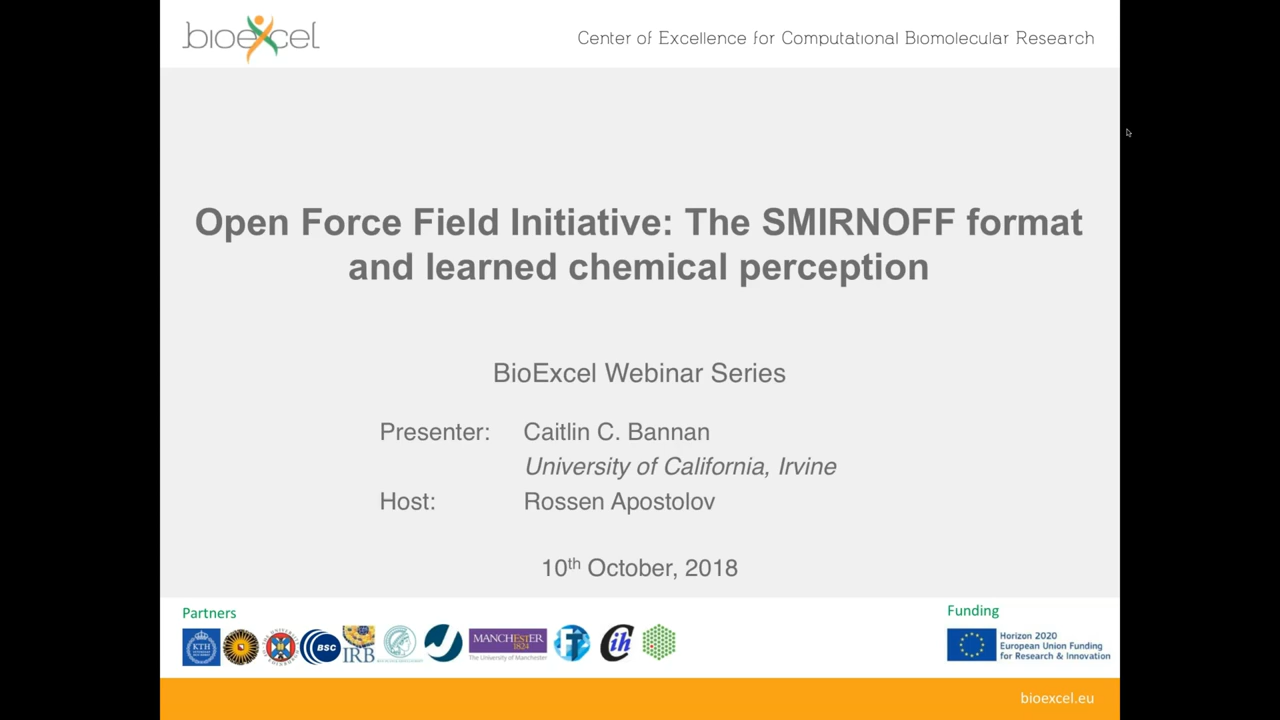 bioexcel
Center of Excellence for Computational Biomolecular Research
Open Force Field Initiative: The SMIRNOFF format
and learned chemical perception
BioExcel Webinar Series
Presenter: Caitlin C. Bannan
University of California, Irvine
Host: Rossen Apostolov
10th October, 2018
Partners
Funding
KTH
BSC
IRB
MANCHESTER
1824
The University of Manchester
ih
Horizon 2020
European Union Funding
for Research & Innovation
bioexcel.eu